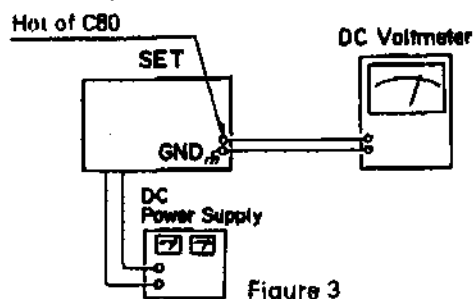 Hot of C80
DC Voltmeter
SET
GND
DC
Power Supply
Figure 3